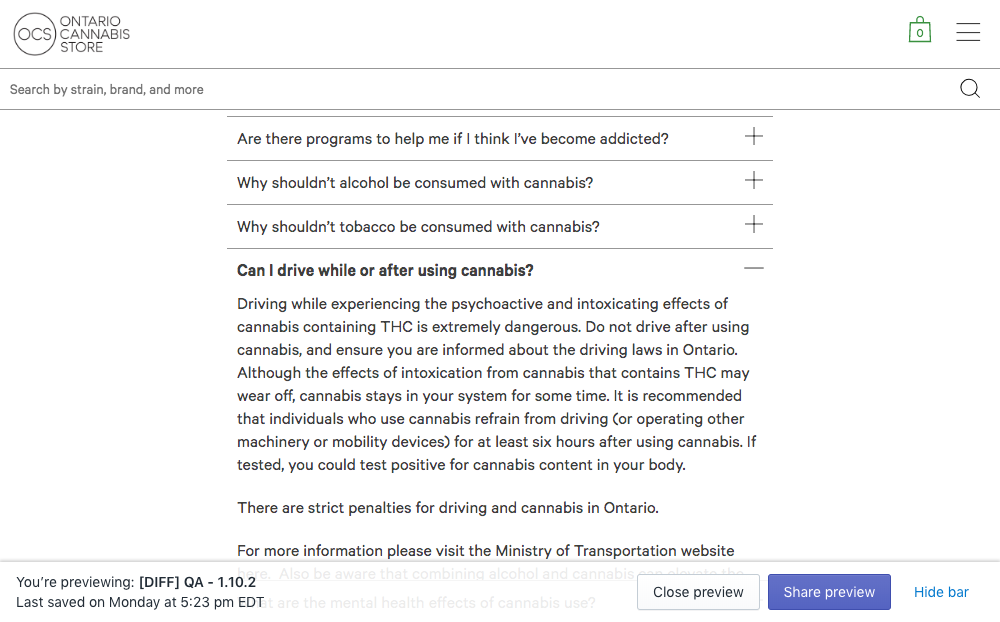 OCS
ONTARIO
CANNABIS
STORE
0
Search by strain, brand, and more
Are there programs to help me if I think I’ve become addicted?
Why shouldn’t alcohol be consumed with cannabis?
Why shouldn’t tobacco be consumed with cannabis?
Can I drive while or after using cannabis?
Driving while experiencing the psychoactive and intoxicating effects of
cannabis containing THC is extremely dangerous. Do not drive after using
cannabis, and ensure you are informed about the driving laws in Ontario.
Although the effects of intoxication from cannabis that contains THC may
wear off, cannabis stays in your system for some time. It is recommended
that individuals who use cannabis refrain from driving (or operating other
machinery or mobility devices) for at least six hours after using cannabis. If
tested, you could test positive for cannabis content in your body.
There are strict penalties for driving and cannabis in Ontario.
For more information please visit the Ministry of Transportation website
here. Also be aware that combining alcohol and cannabis can elevate the
You’re previewing: [DIFF] QA - 1.10.2
Last saved on Monday at 5:23 pm EDT
are the mental health effects of cannabis use?
Close preview
Share preview
Hide bar